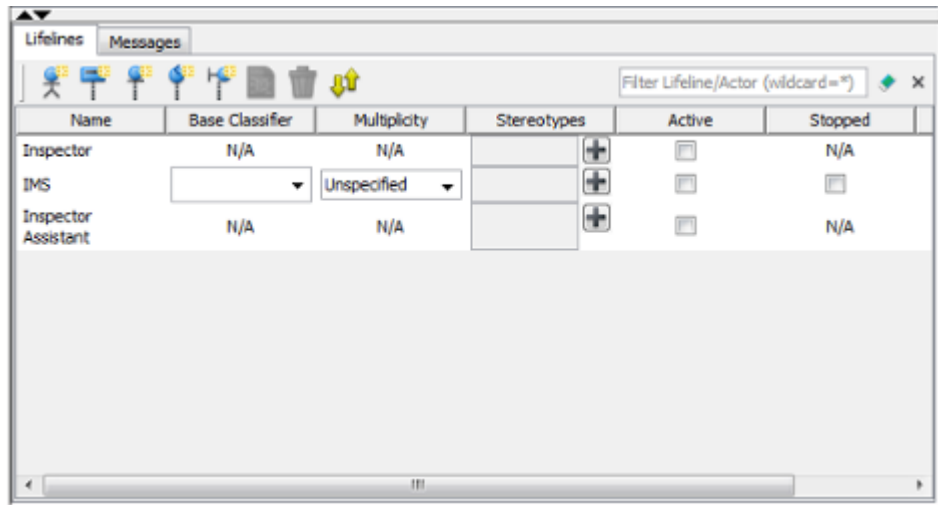 Lifelines Messages
Filter Lifeline/Actor (wildcard=*)
Name Base Classifier Multiplicity Stereotypes Active Stopped
Inspector N/A N/A N/A
IMS Unspecified
Inspector
Assistant N/A N/A N/A